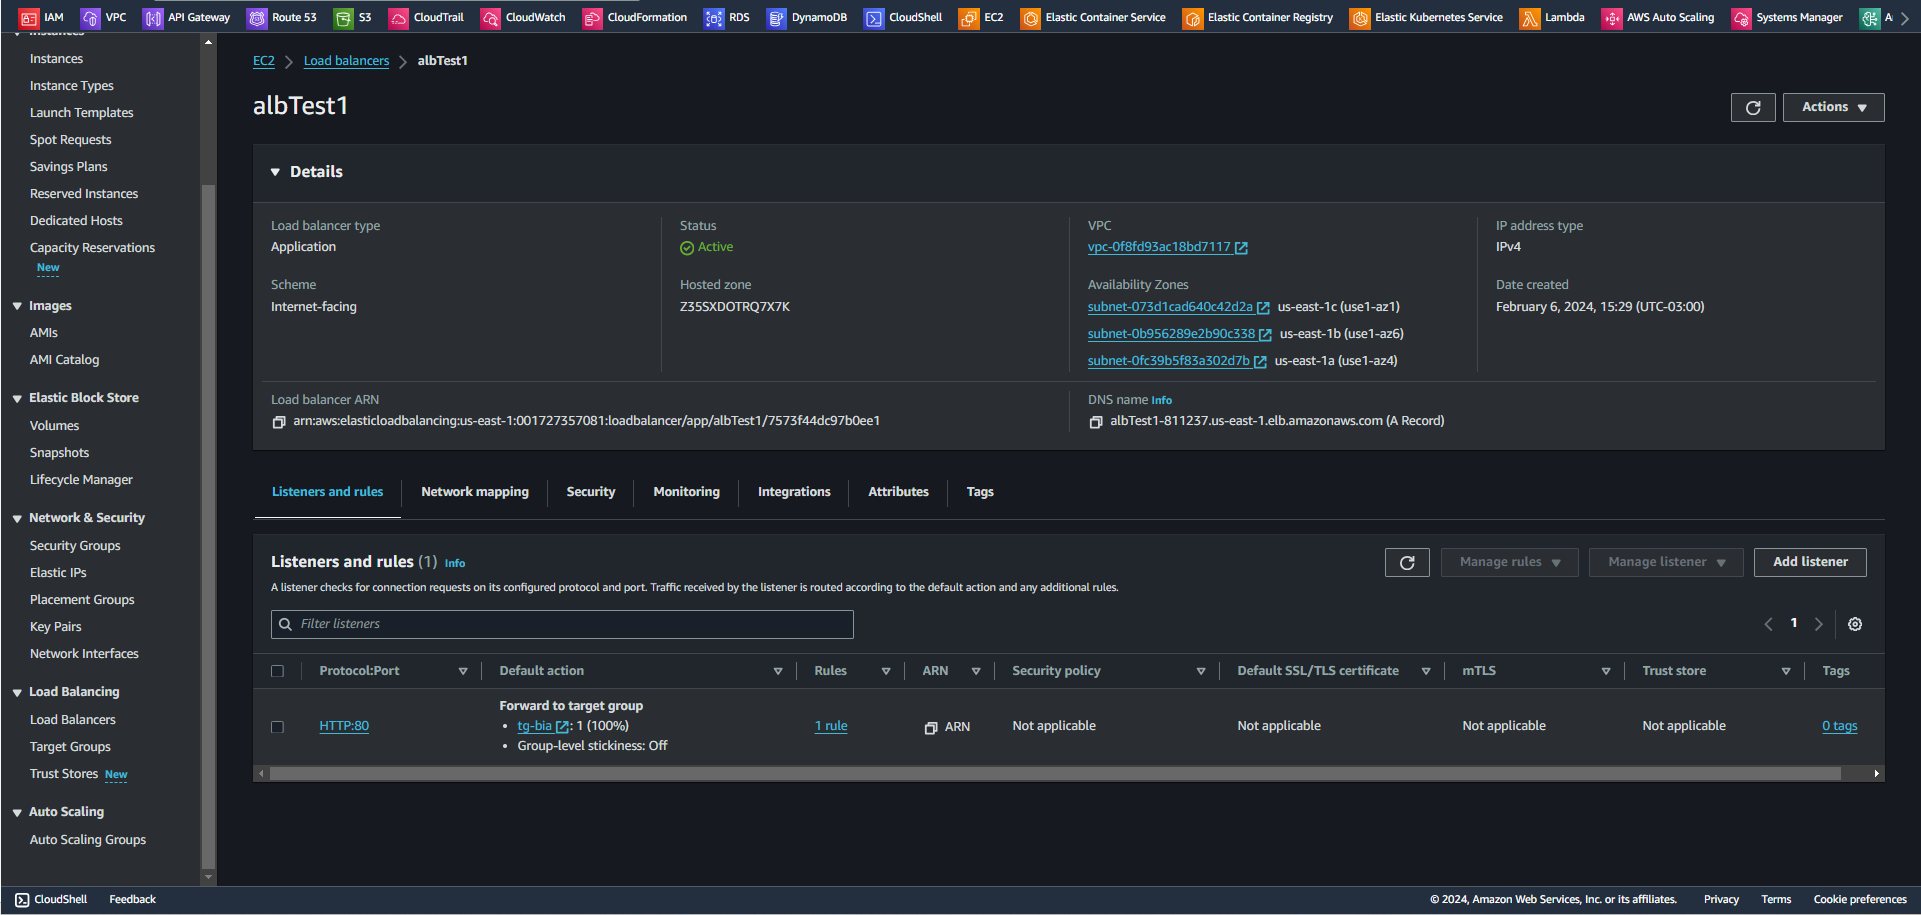 IAM VPC API Gateway Route 53 S3 CloudTrail CloudWatch CloudFormation RDS DynamoDB CloudShell EC2 Elastic Container Service Elastic Container Registry Elastic Kubernetes Service Lambda AWS Auto Scaling Systems Manager
Instances
Instances
Instance Types
Launch Templates
Spot Requests
Savings Plans
Reserved Instances
Dedicated Hosts
Capacity Reservations
New
Images
AMIs
AMI Catalog
Elastic Block Store
Volumes
Snapshots
Lifecycle Manager
Network & Security
Security Groups
Elastic IPs
Placement Groups
Key Pairs
Network Interfaces
Load Balancing
Load Balancers
Target Groups
Trust Stores New
Auto Scaling
Auto Scaling Groups
EC2 Load balancers albTest1
albTest1
Actions
Details
Load balancer type
Application
Status
Active
VPC
vpc-0f8fd93ac18bd7117
IP address type
IPv4
Scheme
Internet-facing
Hosted zone
Z35SXDOTRQ7X7K
Availability Zones
subnet-073d1cad640c42d2a us-east-1c (use1-az1)
subnet-0b956289e2b90c338 us-east-1b (use1-az6)
subnet-0fc39b5f83a302d7b us-east-1a (use1-az4)
Date created
February 6, 2024, 15:29 (UTC-03:00)
Load balancer ARN
arn:aws:elasticloadbalancing:us-east-1:001727357081:loadbalancer/app/albTest1/7573f44dc97b0ee1
DNS name Info
albTest1-811237.us-east-1.elb.amazonaws.com (A Record)
Listeners and rules Network mapping Security Monitoring Integrations Attributes Tags
Listeners and rules (1) Info
Manage rules Manage listener Add listener
A listener checks for connection requests on its configured protocol and port. Traffic received by the listener is routed according to the default action and any additional rules.
Filter listeners
1
Protocol:Port Default action Rules ARN Security policy Default SSL/TLS certificate mTLS Trust store Tags
Forward to target group
HTTP:80 • tg-bia : 1 (100%) 1 rule ARN Not applicable Not applicable Not applicable Not applicable 0 tags
• Group-level stickiness: Off
CloudShell Feedback © 2024, Amazon Web Services, Inc. or its affiliates. Privacy Terms Cookie preferences